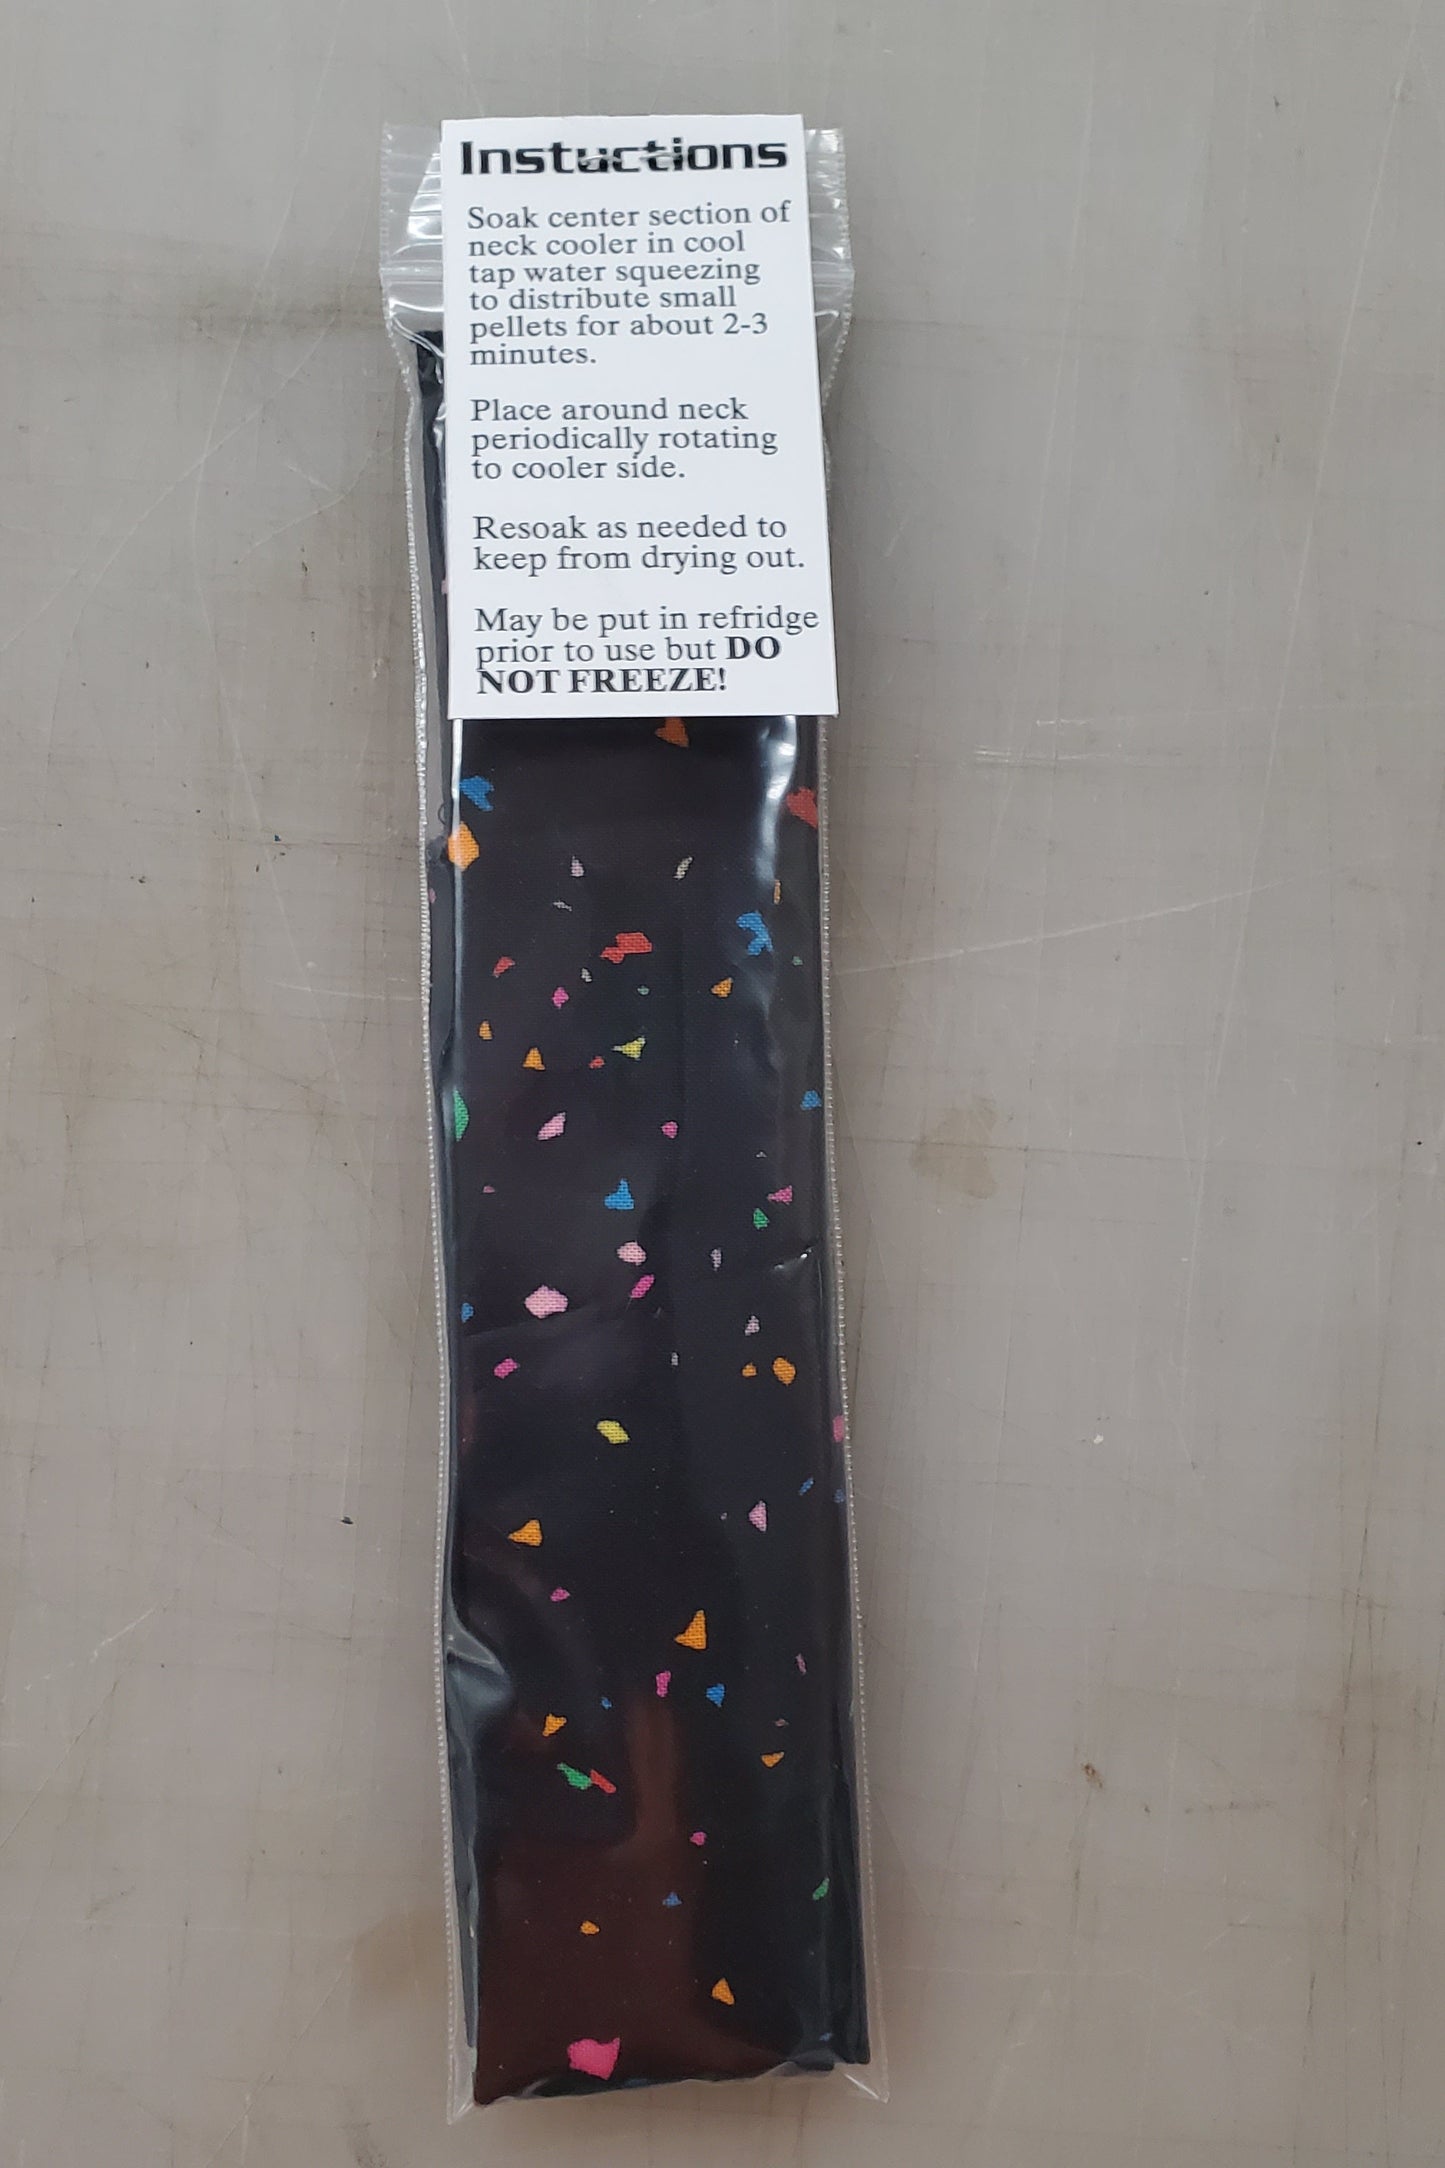 Instuctions
Soak center section of
neck cooler in cool
tap water squeezing
to distribute small
pellets for about 2-3
minutes.
Place around neck
periodically rotating
to cooler side.
Resoak as needed to
keep from drying out.
May be put in refridge
prior to use but DO
NOT FREEZE!